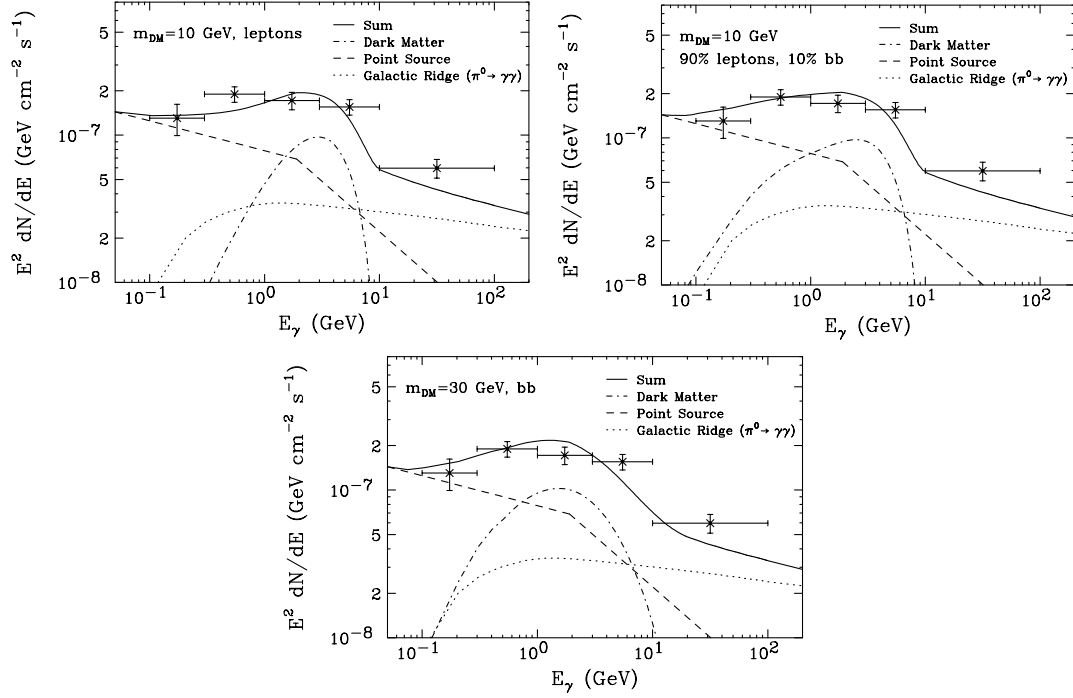 m_DM=10 GeV, leptons
Sum
Dark Matter
Point Source
Galactic Ridge (π⁰→ γγ)
E² dN/dE (GeV cm⁻² s⁻¹)
5
2
10⁻⁷
5
2
10⁻⁸
10⁻¹
10⁰
10¹
10²
E_γ (GeV)
m_DM=10 GeV
90% leptons, 10% bb
Sum
Dark Matter
Point Source
Galactic Ridge (π⁰→ γγ)
E² dN/dE (GeV cm⁻² s⁻¹)
5
2
10⁻⁷
5
2
10⁻⁸
10⁻¹
10⁰
10¹
10²
E_γ (GeV)
m_DM=30 GeV, bb
Sum
Dark Matter
Point Source
Galactic Ridge (π⁰→ γγ)
E² dN/dE (GeV cm⁻² s⁻¹)
5
2
10⁻⁷
5
2
10⁻⁸
10⁻¹
10⁰
10¹
10²
E_γ (GeV)